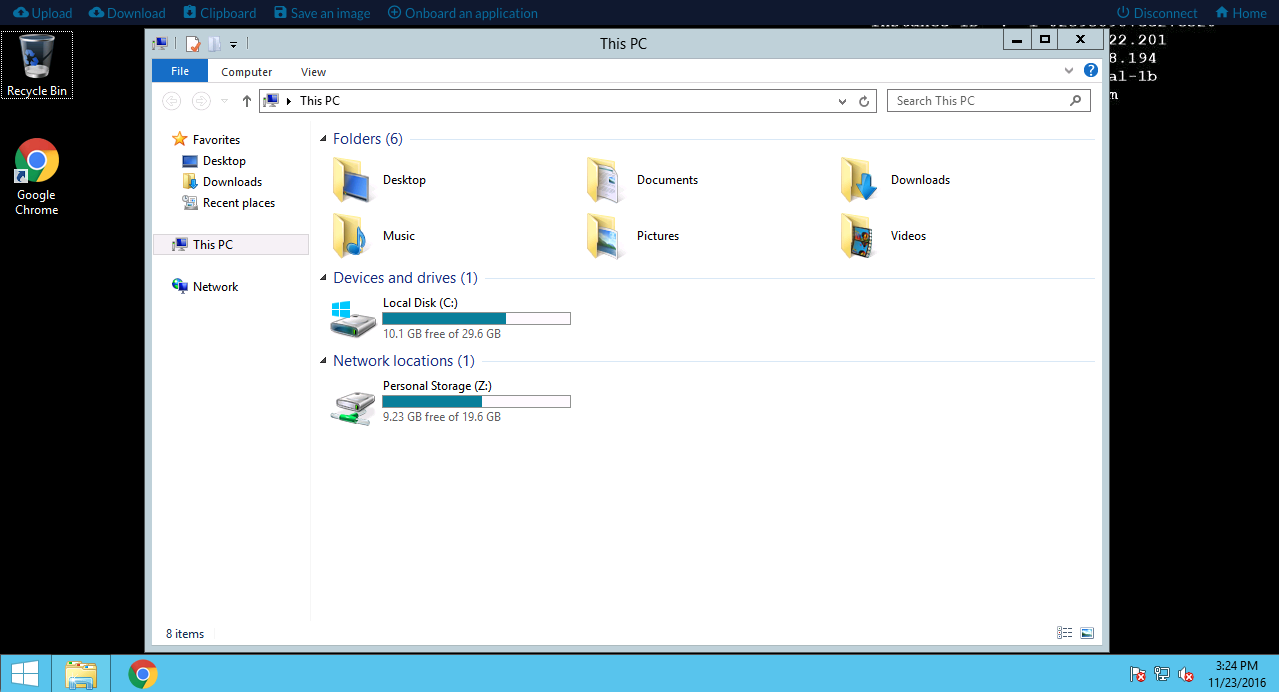 Upload Download Clipboard Save an image Onboard an application Disconnect Home
This PC
22.201
8.194
al-1b
m
Recycle Bin
Google
Chrome
File Computer View
This PC
Search This PC
Favorites
Desktop
Downloads
Recent places
This PC
Network
Folders (6)
Desktop
Documents
Downloads
Music
Pictures
Videos
Devices and drives (1)
Local Disk (C:)
10.1 GB free of 29.6 GB
Network locations (1)
Personal Storage (Z:)
9.23 GB free of 19.6 GB
8 items
3:24 PM
11/23/2016